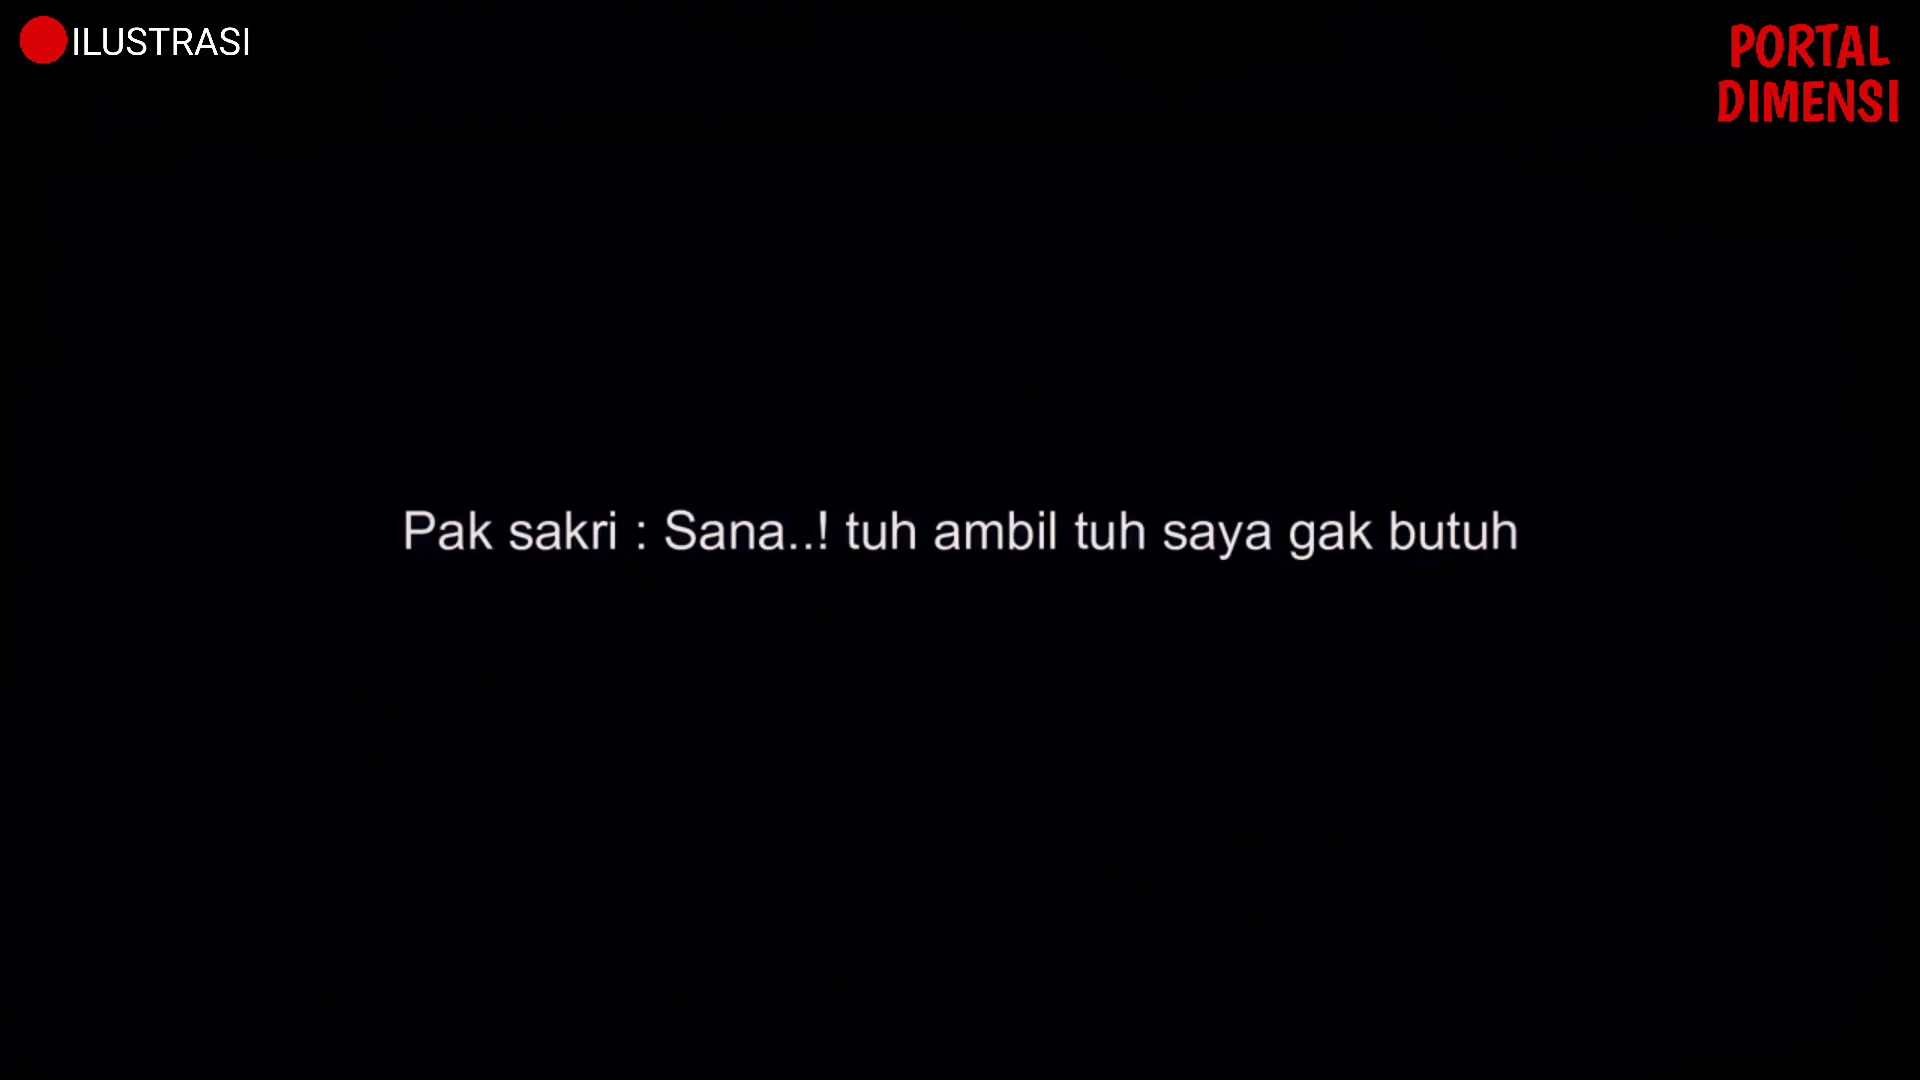 ILUSTRASI
PORTAL
DIMENSI
Pak sakri : Sana..! tuh ambil tuh saya gak butuh